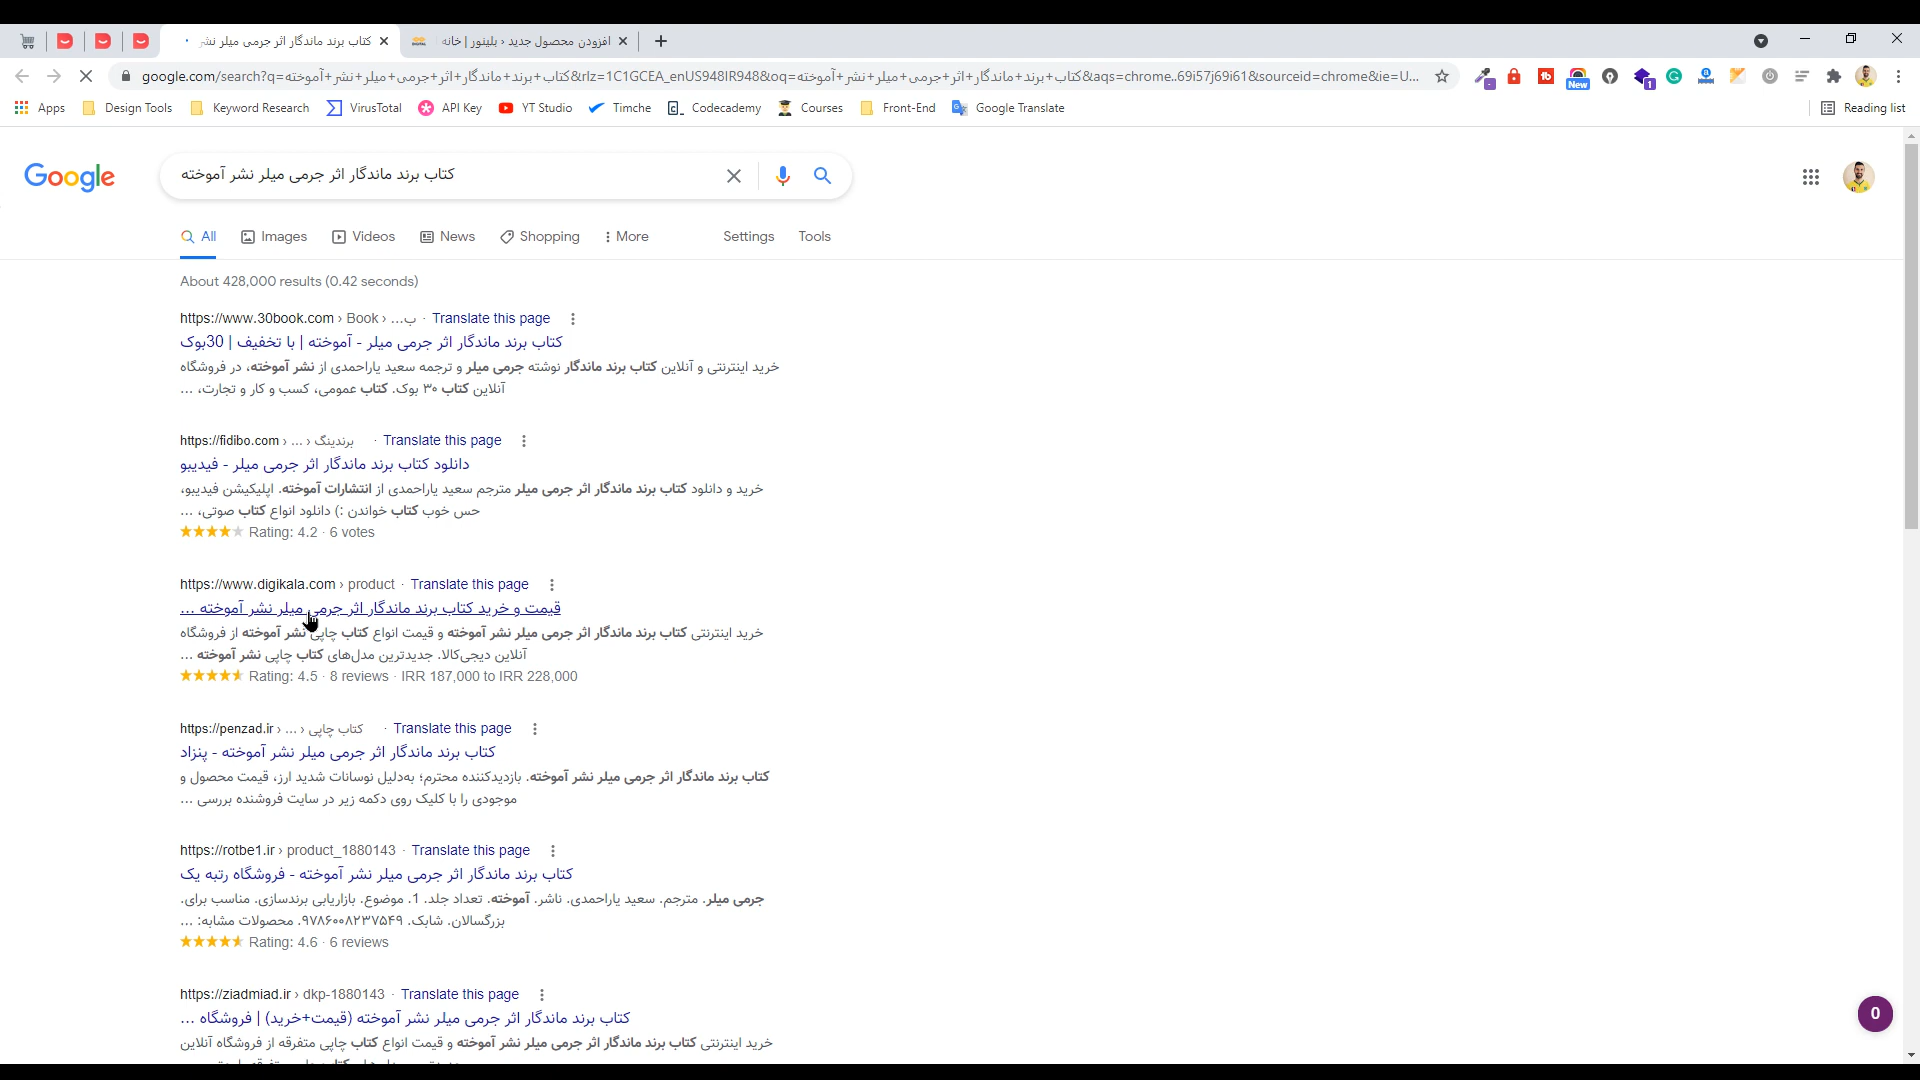 کتاب برند ماندگار اثر جرمی میلر نشر
افزودن محصول جدید ‹ بلینور | خانه
google.com/search?q=کتاب+برند+ماندگار+اثر+جرمی+میلر+نشر+آموخته&rlz=1C1GCEA_enUS948IR948&oq=کتاب+برند+ماندگار+اثر+جرمی+میلر+نشر+آموخته&aqs=chrome..69i57j69i61&sourceid=chrome&ie=U...
New
1
Apps Design Tools Keyword Research VirusTotal API Key YT Studio Timche Codecademy Courses Front-End Google Translate Reading list
Google
کتاب برند ماندگار اثر جرمی میلر نشر آموخته
All Images Videos News Shopping More Settings Tools
About 428,000 results (0.42 seconds)
https://www.30book.com › Book › ...ب · Translate this page
کتاب برند ماندگار اثر جرمی میلر - آموخته | با تخفیف | 30بوک
خرید اینترنتی و آنلاین کتاب برند ماندگار نوشته جرمی میلر و ترجمه سعید یاراحمدی از نشر آموخته، در فروشگاه
آنلاین کتاب ۳۰ بوک. کتاب عمومی، کسب و کار و تجارت، ...
https://fidibo.com › ... › برندینگ · Translate this page
دانلود کتاب برند ماندگار اثر جرمی میلر - فیدیبو
خرید و دانلود کتاب برند ماندگار اثر جرمی میلر مترجم سعید یاراحمدی از انتشارات آموخته. اپلیکیشن فیدیبو،
حس خوب کتاب خواندن :) دانلود انواع کتاب صوتی، ...
Rating: 4.2 · 6 votes
https://www.digikala.com › product · Translate this page
قیمت و خرید کتاب برند ماندگار اثر جرمی میلر نشر آموخته ...
خرید اینترنتی کتاب برند ماندگار اثر جرمی میلر نشر آموخته و قیمت انواع کتاب چاپی نشر آموخته از فروشگاه
آنلاین دیجی‌کالا. جدیدترین مدل‌های کتاب چاپی نشر آموخته ...
Rating: 4.5 · 8 reviews · IRR 187,000 to IRR 228,000
https://penzad.ir › ... › کتاب چاپی · Translate this page
کتاب برند ماندگار اثر جرمی میلر نشر آموخته - پنزاد
کتاب برند ماندگار اثر جرمی میلر نشر آموخته. بازدیدکننده محترم؛ به‌دلیل نوسانات شدید ارز، قیمت محصول و
موجودی را با کلیک روی دکمه زیر در سایت فروشنده بررسی ...
https://rotbe1.ir › product_1880143 · Translate this page
کتاب برند ماندگار اثر جرمی میلر نشر آموخته - فروشگاه رتبه یک
جرمی میلر. مترجم. سعید یاراحمدی. ناشر. آموخته. تعداد جلد. 1. موضوع. بازاریابی برندسازی. مناسب برای.
بزرگسالان. شابک. ۹۷۸۶۰۰۸۲۳۷۵۴۹. محصولات مشابه: ...
Rating: 4.6 · 6 reviews
https://ziadmiad.ir › dkp-1880143 · Translate this page
کتاب برند ماندگار اثر جرمی میلر نشر آموخته (قیمت+خرید) | فروشگاه ...
خرید اینترنتی کتاب برند ماندگار اثر جرمی میلر نشر آموخته و قیمت انواع کتاب چاپی متفرقه از فروشگاه آنلاین
0